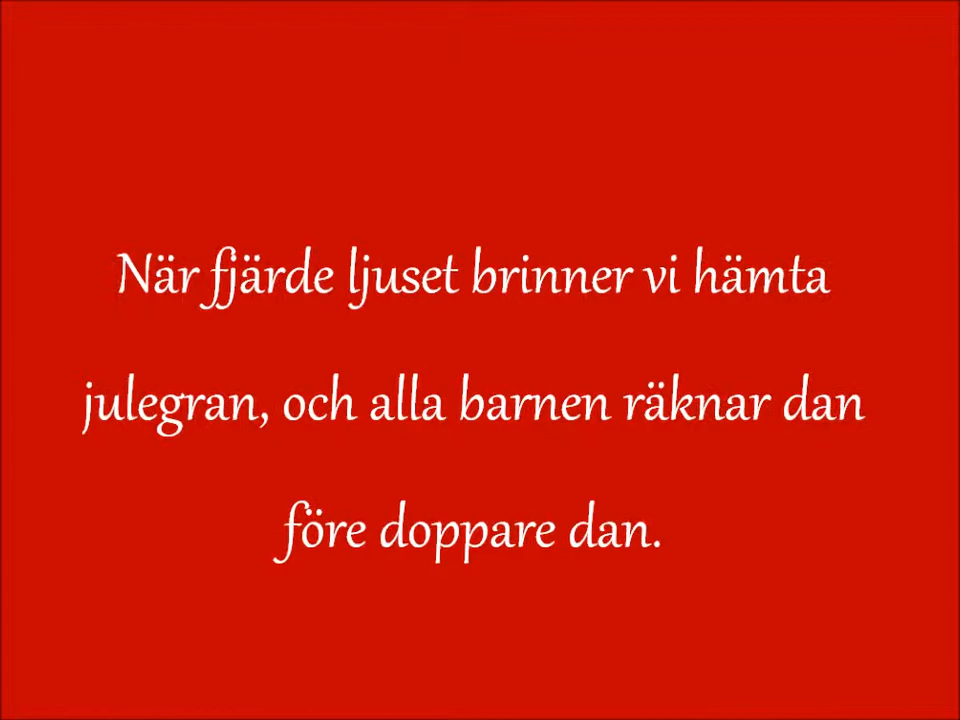 När fjärde ljuset brinner vi hämta
julegran, och alla barnen räknar dan
före doppare dan.